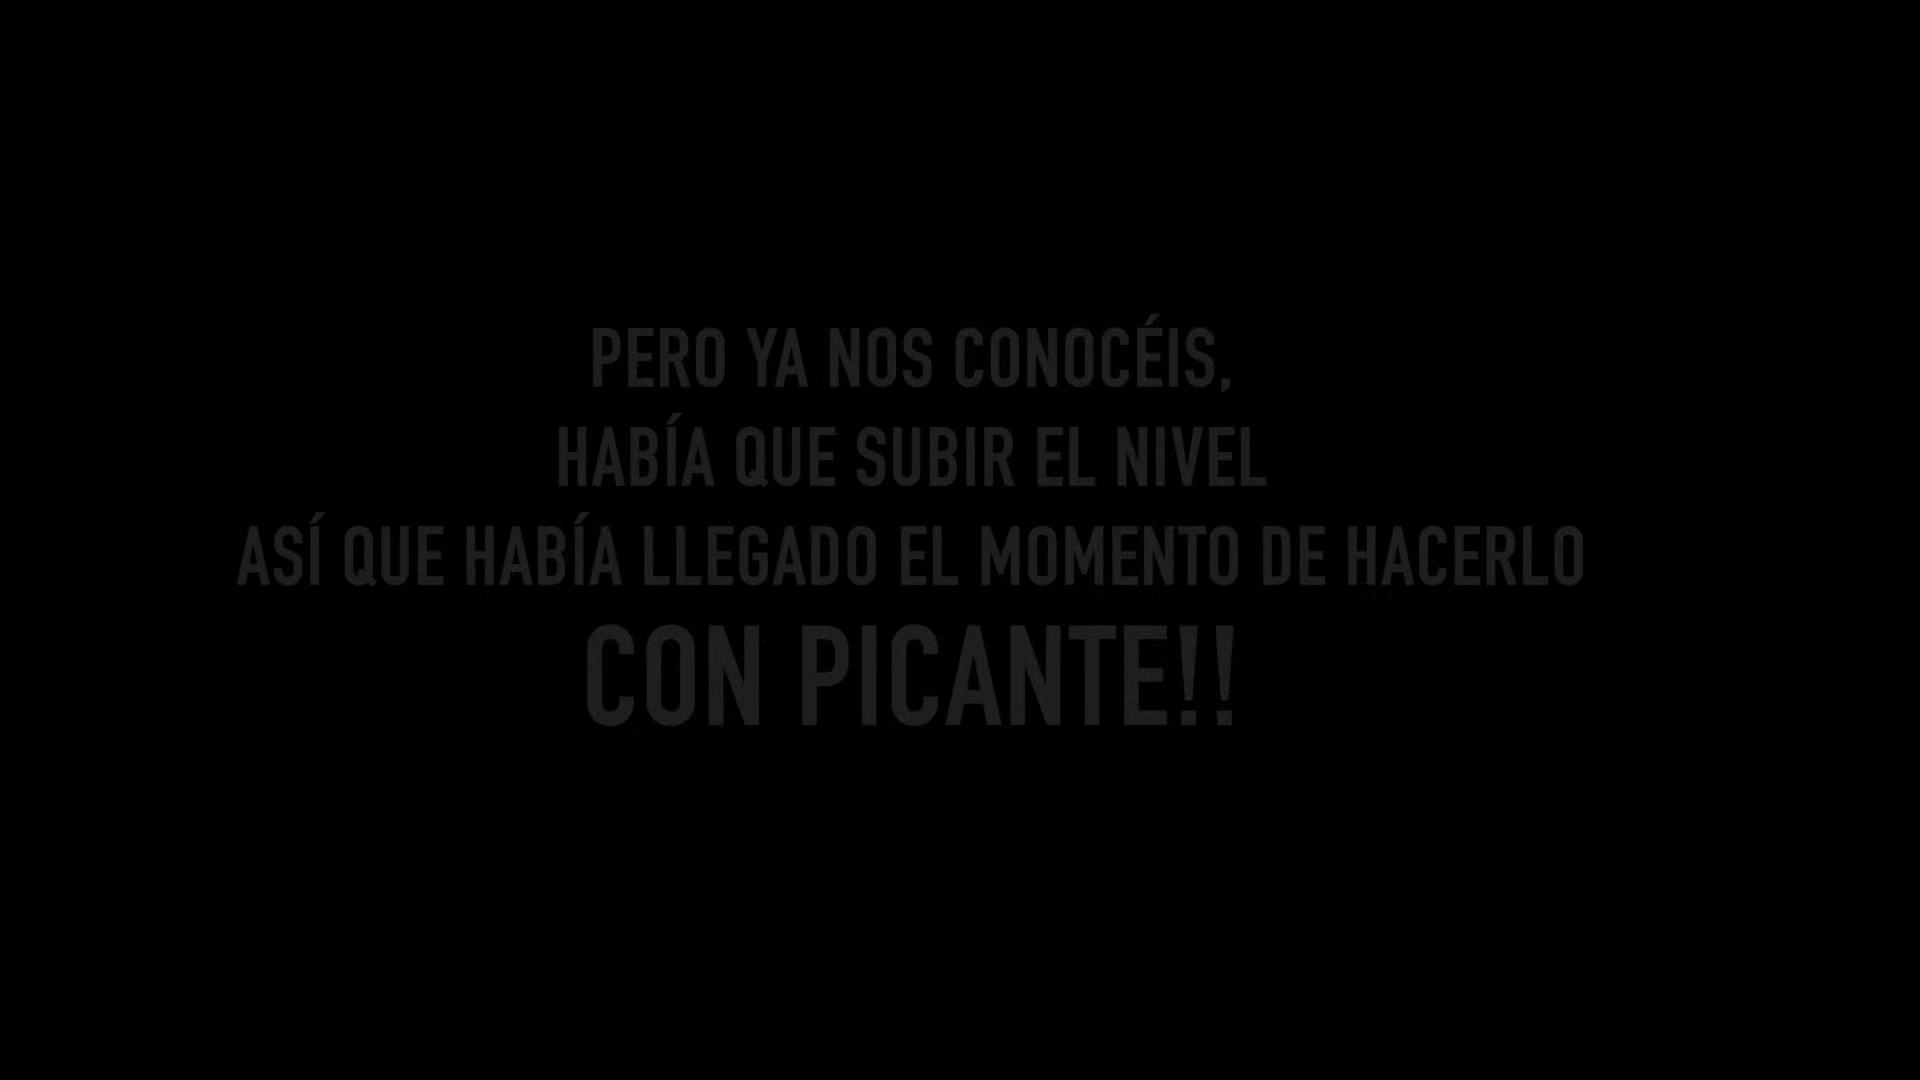 PERO YA NOS CONOCÉIS,
HABÍA QUE SUBIR EL NIVEL
ASÍ QUE HABÍA LLEGADO EL MOMENTO DE HACERLO
CON PICANTE!!